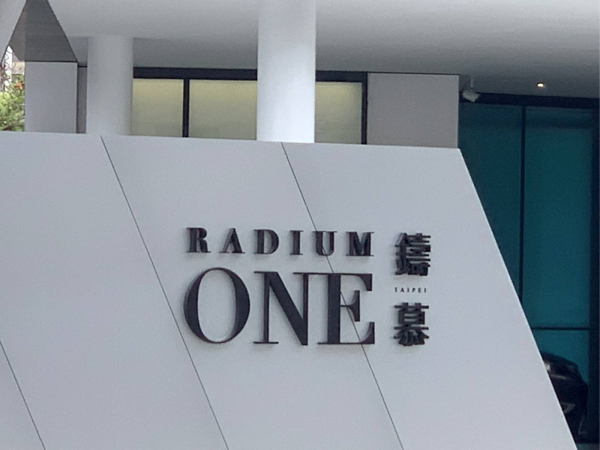 RADIUM
ONE
鑄
TAIPEI
慕